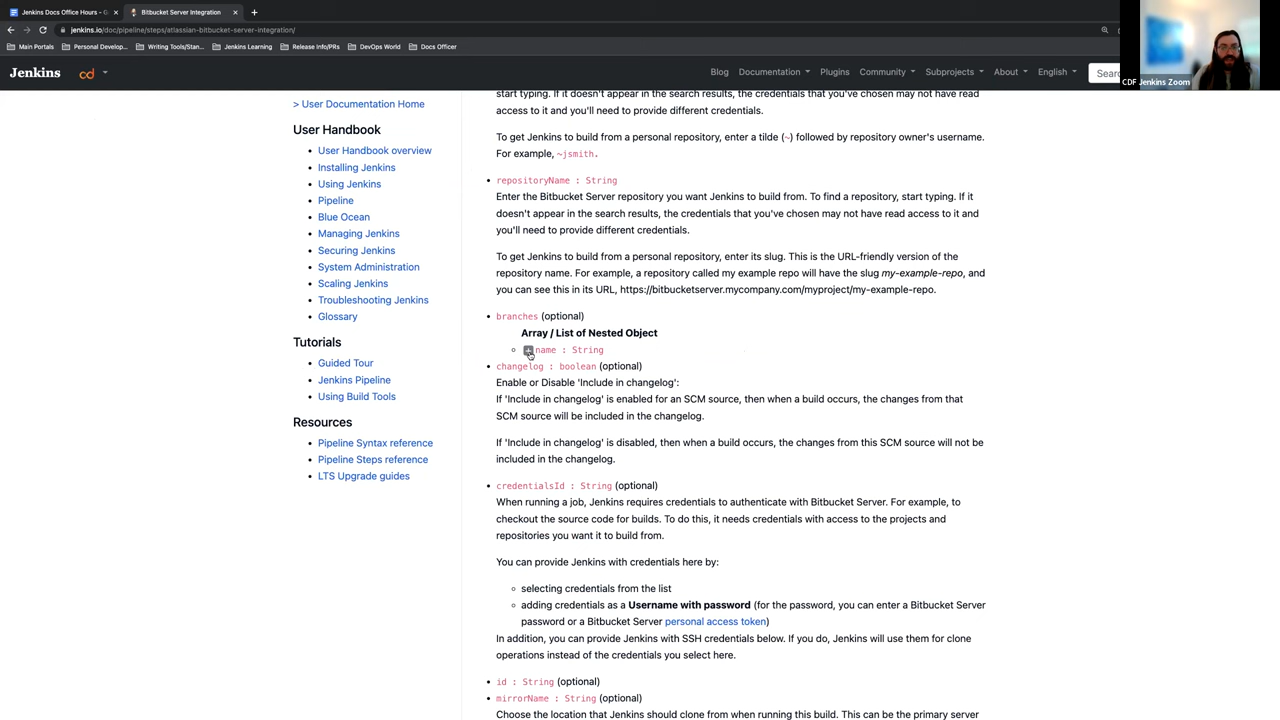 Jenkins Docs Office Hours - G
Bitbucket Server Integration
jenkins.io/doc/pipeline/steps/atlassian-bitbucket-server-integration/
Main Portals
Personal Develop...
Writing Tools/Stan...
Jenkins Learning
Release Info/PRs
DevOps World
Docs Officer
CDF Jenkins Zoom
Jenkins
cd
Blog
Documentation
Plugins
Community
Subprojects
About
English
Searc
> User Documentation Home
User Handbook
User Handbook overview
Installing Jenkins
Using Jenkins
Pipeline
Blue Ocean
Managing Jenkins
Securing Jenkins
System Administration
Scaling Jenkins
Troubleshooting Jenkins
Glossary
Tutorials
Guided Tour
Jenkins Pipeline
Using Build Tools
Resources
Pipeline Syntax reference
Pipeline Steps reference
LTS Upgrade guides
start typing. If it doesn't appear in the search results, the credentials that you've chosen may not have read
access to it and you'll need to provide different credentials.
To get Jenkins to build from a personal repository, enter a tilde (~) followed by repository owner's username.
For example, ~jsmith.
repositoryName : String
Enter the Bitbucket Server repository you want Jenkins to build from. To find a repository, start typing. If it
doesn't appear in the search results, the credentials that you've chosen may not have read access to it and
you'll need to provide different credentials.
To get Jenkins to build from a personal repository, enter its slug. This is the URL-friendly version of the
repository name. For example, a repository called my example repo will have the slug my-example-repo, and
you can see this in its URL, https://bitbucketserver.mycompany.com/myproject/my-example-repo.
branches (optional)
Array / List of Nested Object
name : String
changelog : boolean (optional)
Enable or Disable 'Include in changelog':
If 'Include in changelog' is enabled for an SCM source, then when a build occurs, the changes from that
SCM source will be included in the changelog.
If 'Include in changelog' is disabled, then when a build occurs, the changes from this SCM source will not be
included in the changelog.
credentialsId : String (optional)
When running a job, Jenkins requires credentials to authenticate with Bitbucket Server. For example, to
checkout the source code for builds. To do this, it needs credentials with access to the projects and
repositories you want it to build from.
You can provide Jenkins with credentials here by:
selecting credentials from the list
adding credentials as a Username with password (for the password, you can enter a Bitbucket Server
password or a Bitbucket Server personal access token)
In addition, you can provide Jenkins with SSH credentials below. If you do, Jenkins will use them for clone
operations instead of the credentials you select here.
id : String (optional)
mirrorName : String (optional)
Choose the location that Jenkins should clone from when running this build. This can be the primary server